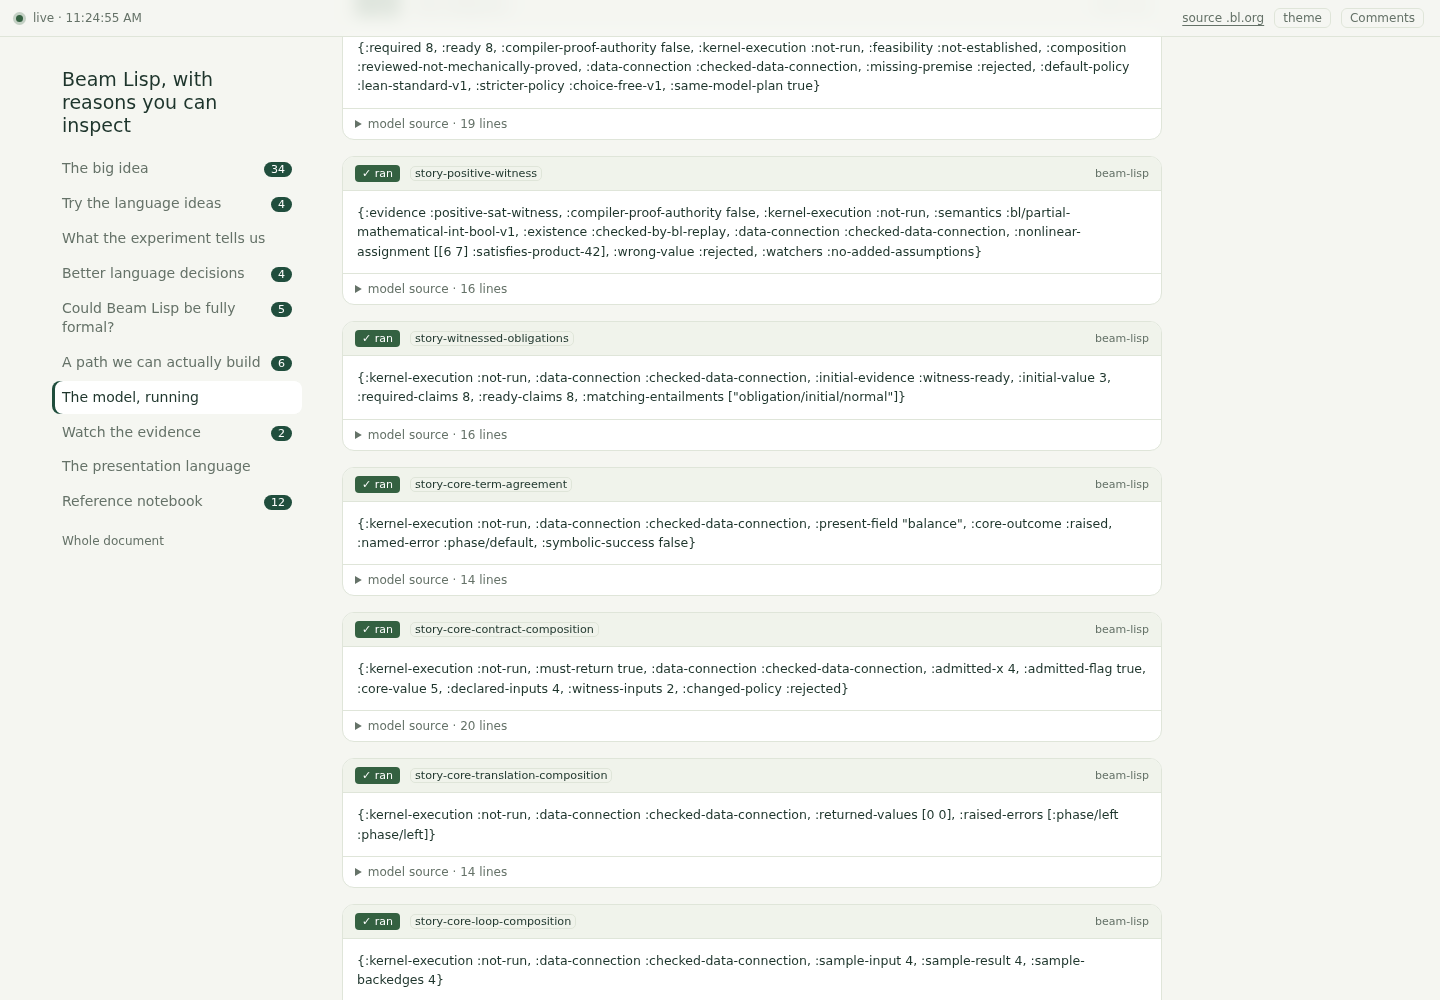 live · 11:24:55 AM
source .bl.org
theme
Comments
Beam Lisp, with
reasons you can
inspect
The big idea
34
Try the language ideas
4
What the experiment tells us
Better language decisions
4
Could Beam Lisp be fully
formal?
5
A path we can actually build
6
The model, running
Watch the evidence
2
The presentation language
Reference notebook
12
Whole document
{:required 8, :ready 8, :compiler-proof-authority false, :kernel-execution :not-run, :feasibility :not-established, :composition
:reviewed-not-mechanically-proved, :data-connection :checked-data-connection, :missing-premise :rejected, :default-policy
:lean-standard-v1, :stricter-policy :choice-free-v1, :same-model-plan true}
▶ model source · 19 lines
✓ ran
story-positive-witness
beam-lisp
{:evidence :positive-sat-witness, :compiler-proof-authority false, :kernel-execution :not-run, :semantics :bl/partial-
mathematical-int-bool-v1, :existence :checked-by-bl-replay, :data-connection :checked-data-connection, :nonlinear-
assignment [[6 7] :satisfies-product-42], :wrong-value :rejected, :watchers :no-added-assumptions}
▶ model source · 16 lines
✓ ran
story-witnessed-obligations
beam-lisp
{:kernel-execution :not-run, :data-connection :checked-data-connection, :initial-evidence :witness-ready, :initial-value 3,
:required-claims 8, :ready-claims 8, :matching-entailments ["obligation/initial/normal"]}
▶ model source · 16 lines
✓ ran
story-core-term-agreement
beam-lisp
{:kernel-execution :not-run, :data-connection :checked-data-connection, :present-field "balance", :core-outcome :raised,
:named-error :phase/default, :symbolic-success false}
▶ model source · 14 lines
✓ ran
story-core-contract-composition
beam-lisp
{:kernel-execution :not-run, :must-return true, :data-connection :checked-data-connection, :admitted-x 4, :admitted-flag true,
:core-value 5, :declared-inputs 4, :witness-inputs 2, :changed-policy :rejected}
▶ model source · 20 lines
✓ ran
story-core-translation-composition
beam-lisp
{:kernel-execution :not-run, :data-connection :checked-data-connection, :returned-values [0 0], :raised-errors [:phase/left
:phase/left]}
▶ model source · 14 lines
✓ ran
story-core-loop-composition
beam-lisp
{:kernel-execution :not-run, :data-connection :checked-data-connection, :sample-input 4, :sample-result 4, :sample-
backedges 4}